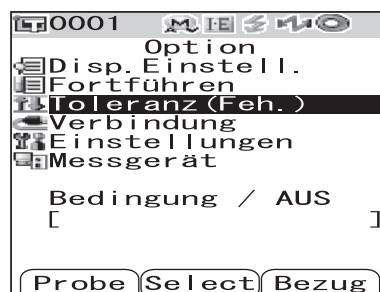 0001 M I·E
Option
Disp.Einstell.
Fortführen
Toleranz(Feh.)
Verbindung
Einstellungen
Messgerät
Bedingung / AUS
[ ]
Probe Select Bezug